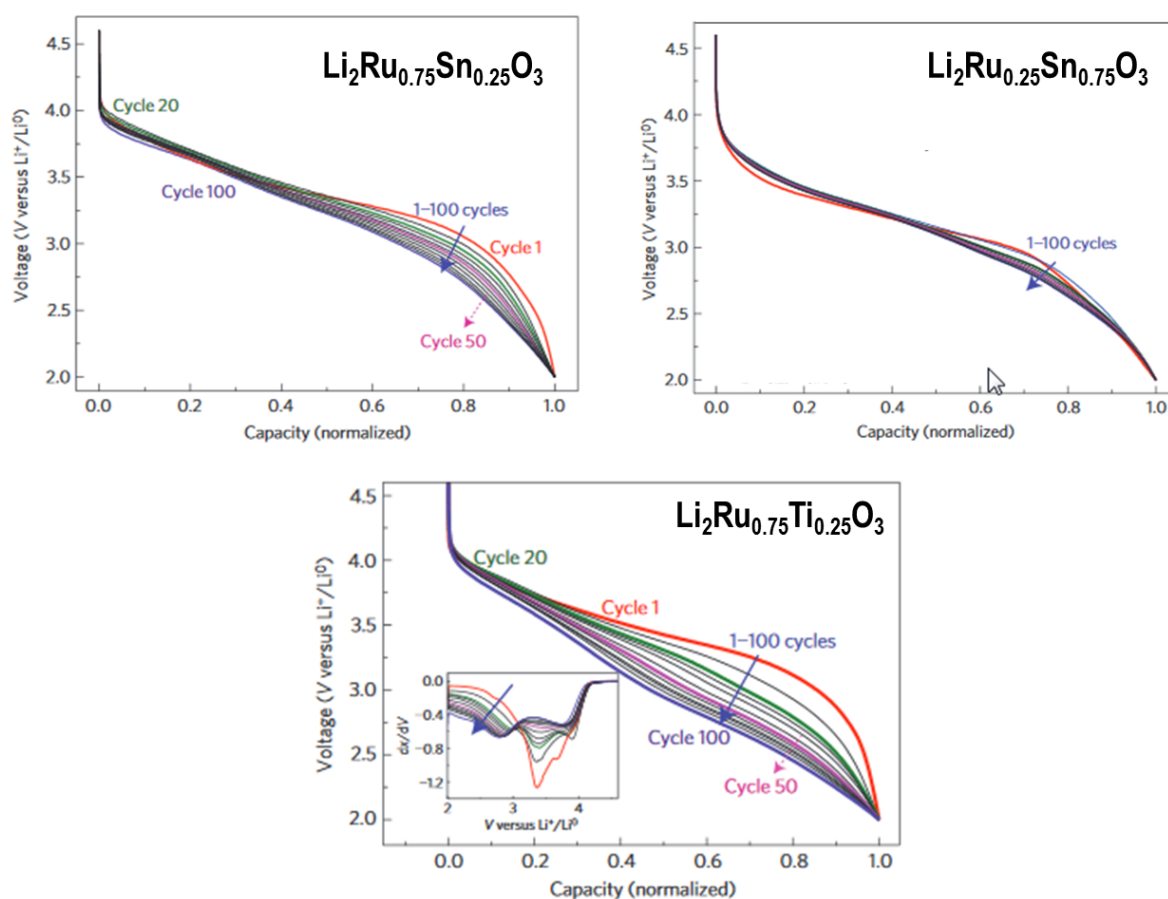 Li₂Ru₀.₇₅Sn₀.₂₅O₃
4.5
4.0
3.5
3.0
2.5
2.0
Voltage (V versus Li⁺/Li⁰)
Cycle 20
Cycle 100
1–100 cycles
Cycle 1
Cycle 50
0.0 0.2 0.4 0.6 0.8 1.0
Capacity (normalized)
Li₂Ru₀.₂₅Sn₀.₇₅O₃
4.5
4.0
3.5
3.0
2.5
2.0
Voltage (V versus Li⁺/Li⁰)
1–100 cycles
0.0 0.2 0.4 0.6 0.8 1.0
Capacity (normalized)
Li₂Ru₀.₇₅Ti₀.₂₅O₃
4.5
4.0
3.5
3.0
2.5
2.0
Voltage (V versus Li⁺/Li⁰)
Cycle 20
Cycle 1
1–100 cycles
Cycle 100
Cycle 50
0.0
−0.4
−0.8
−1.2
dx/dV
2 3 4
V versus Li⁺/Li⁰
0.0 0.2 0.4 0.6 0.8 1.0
Capacity (normalized)